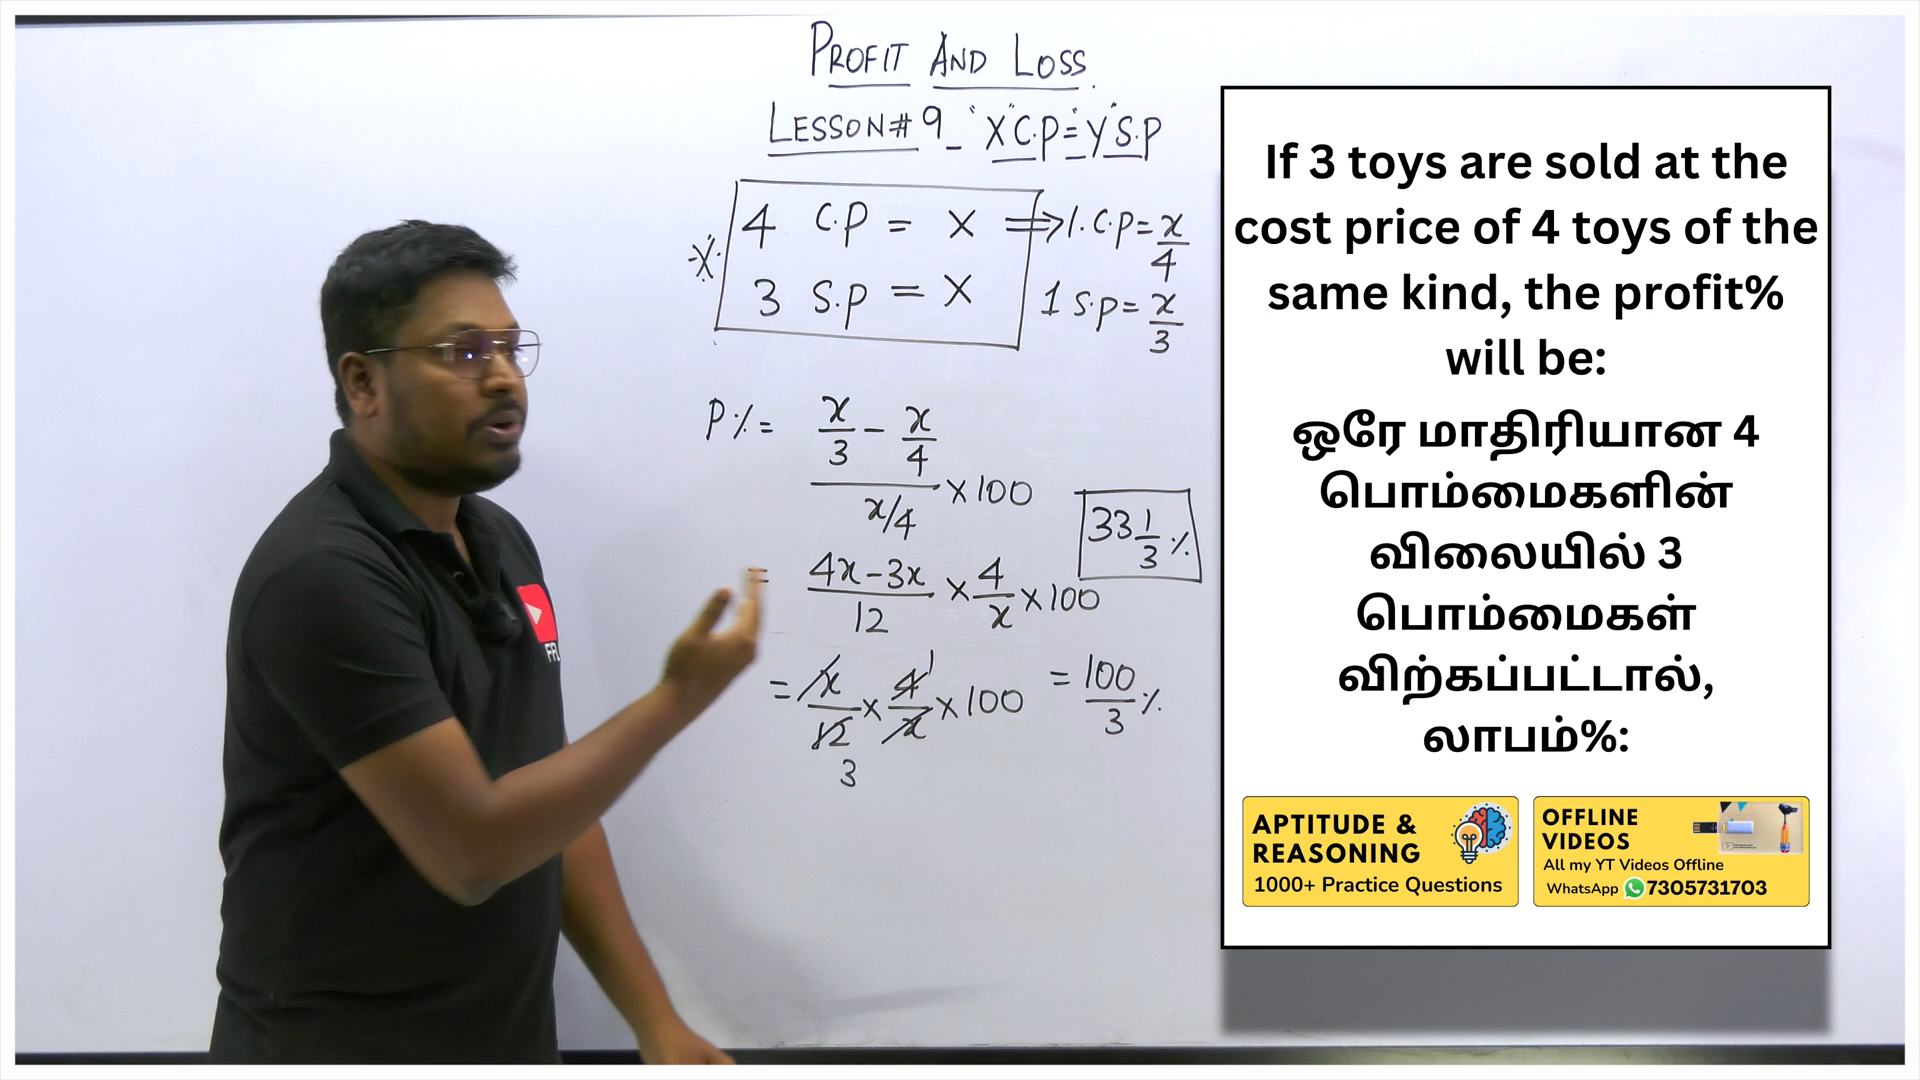 PROFIT AND LOSS
LESSON# 9 _ "X" C.P = "Y" S.P
4 C.P = X ⇒ 1. C.P = x/4
3 S.P = X 1 S.P = x/3
P% = x/3 - x/4
x/4 × 100
33 1/3 %
= 4x-3x/12 × 4/x × 100
= x/12 × 4/x × 100 = 100/3 %
1
3
If 3 toys are sold at the
cost price of 4 toys of the
same kind, the profit%
will be:
ஒரே மாதிரியான 4
பொம்மைகளின்
விலையில் 3
பொம்மைகள்
விற்கப்பட்டால்,
லாபம்%:
APTITUDE &
REASONING
1000+ Practice Questions
OFFLINE
VIDEOS
All my YT Videos Offline
WhatsApp 7305731703